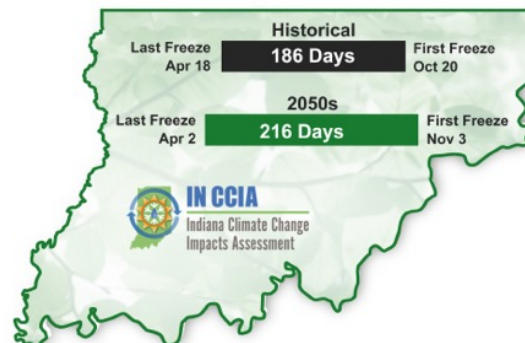 Historical
Last Freeze
Apr 18
186 Days
First Freeze
Oct 20
2050s
Last Freeze
Apr 2
216 Days
First Freeze
Nov 3
IN CCIA
Indiana Climate Change
Impacts Assessment